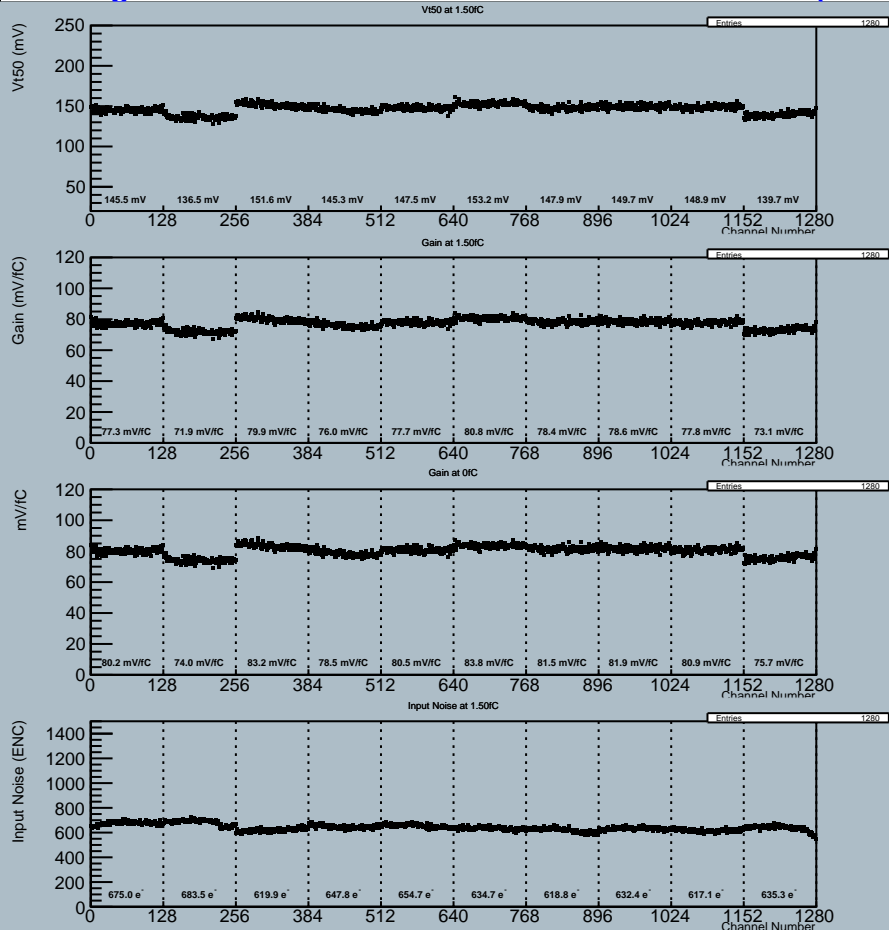 Vt50 at 1.50fC
Entries 1280
Vt50 (mV)
250
200
150
100
50
145.5 mV 136.5 mV 151.6 mV 145.3 mV 147.5 mV 153.2 mV 147.9 mV 149.7 mV 148.9 mV 139.7 mV
0 128 256 384 512 640 768 896 1024 1152 1280
Channel Number
Gain at 1.50fC
Entries 1280
Gain (mV/fC)
120
100
80
60
40
20
0
77.3 mV/fC 71.9 mV/fC 79.9 mV/fC 76.0 mV/fC 77.7 mV/fC 80.8 mV/fC 78.4 mV/fC 78.6 mV/fC 77.8 mV/fC 73.1 mV/fC
0 128 256 384 512 640 768 896 1024 1152 1280
Channel Number
Gain at 0fC
Entries 1280
mV/fC
120
100
80
60
40
20
0
80.2 mV/fC 74.0 mV/fC 83.2 mV/fC 78.5 mV/fC 80.5 mV/fC 83.8 mV/fC 81.5 mV/fC 81.9 mV/fC 80.9 mV/fC 75.7 mV/fC
0 128 256 384 512 640 768 896 1024 1152 1280
Channel Number
Input Noise at 1.50fC
Entries 1280
Input Noise (ENC)
1400
1200
1000
800
600
400
200
0
675.0 e⁻ 683.5 e⁻ 619.9 e⁻ 647.8 e⁻ 654.7 e⁻ 634.7 e⁻ 618.8 e⁻ 632.4 e⁻ 617.1 e⁻ 635.3 e⁻
0 128 256 384 512 640 768 896 1024 1152 1280
Channel Number